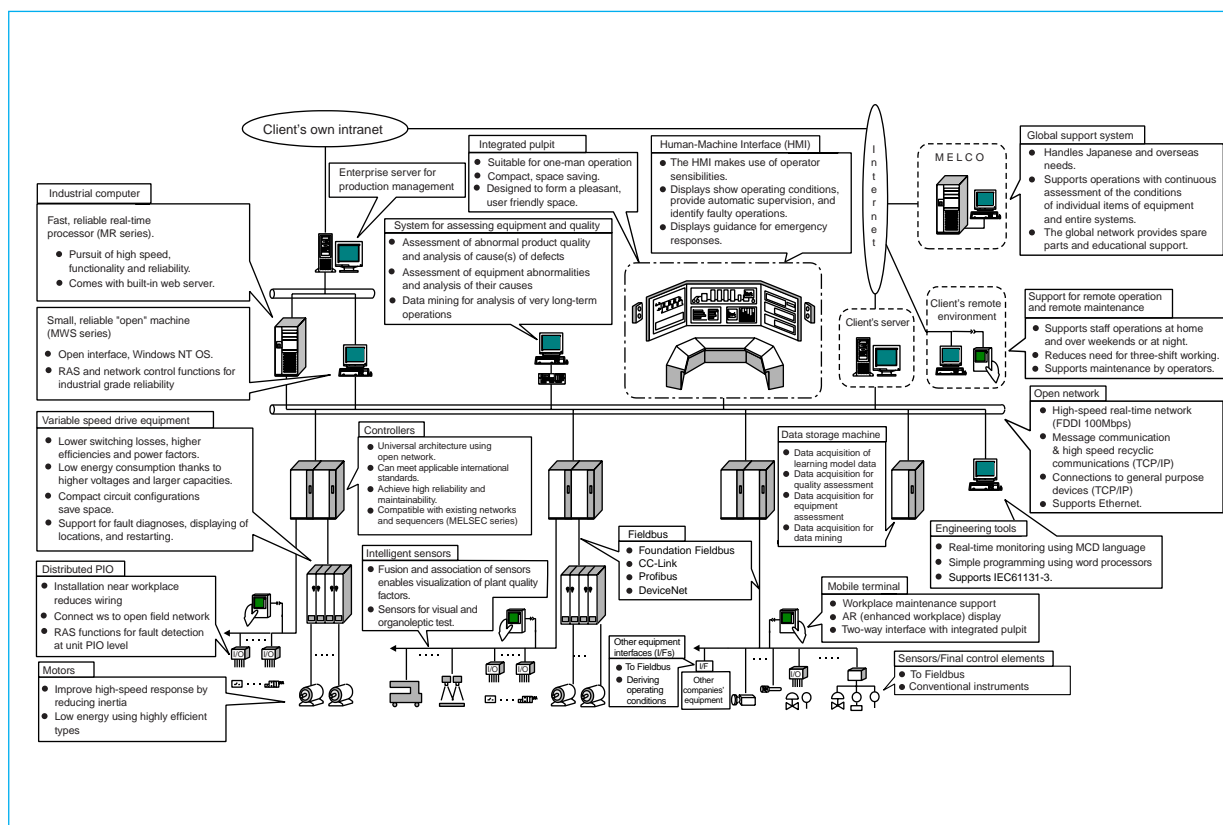 Client's own intranet
Internet
Enterprise server for
production management
Integrated pulpit
● Suitable for one-man operation
● Compact, space saving.
● Designed to form a pleasant,
user friendly space.
Human-Machine Interface (HMI)
● The HMI makes use of operator
sensibilities.
● Displays show operating conditions,
provide automatic supervision, and
identify faulty operations.
● Displays guidance for emergency
responses.
MELCO
Global support system
● Handles Japanese and overseas
needs.
● Supports operations with continuous
assessment of the conditions
of individual items of equipment
and entire systems.
● The global network provides spare
parts and educational support.
Industrial computer
Fast, reliable real-time
processor (MR series).
● Pursuit of high speed,
functionality and reliability.
● Comes with built-in web server.
Small, reliable "open" machine
(MWS series)
● Open interface, Windows NT OS.
● RAS and network control functions for
industrial grade reliability
System for assessing equipment and quality
● Assessment of abnormal product quality
and analysis of cause(s) of defects
● Assessment of equipment abnormalities
and analysis of their causes
● Data mining for analysis of very long-term
operations
Client's server
Client's remote
environment
Support for remote operation
and remote maintenance
● Supports staff operations at home
and over weekends or at night.
● Reduces need for three-shift working.
● Supports maintenance by operators.
Open network
● High-speed real-time network
(FDDI 100Mbps)
● Message communication
& high speed recyclic
communications (TCP/IP)
● Connections to general purpose
devices (TCP/IP)
● Supports Ethernet.
Variable speed drive equipment
● Lower switching losses, higher
efficiencies and power factors.
● Low energy consumption thanks to
higher voltages and larger capacities.
● Compact circuit configurations
save space.
● Support for fault diagnoses, displaying of
locations, and restarting.
Controllers
● Universal architecture using
open network.
● Can meet applicable international
standards.
● Achieve high reliability and
maintainability.
● Compatible with existing networks
and sequencers (MELSEC series)
Data storage machine
● Data acquisition of
learning model data
● Data acquisition for
quality assessment
● Data acquisition for
equipment
assessment
● Data acquisition for
data mining
Engineering tools
● Real-time monitoring using MCD language
● Simple programming using word processors
● Supports IEC61131-3.
Distributed PIO
● Installation near workplace
reduces wiring
● Connect ws to open field network
● RAS functions for fault detection
at unit PIO level
Intelligent sensors
● Fusion and association of sensors
enables visualization of plant quality
factors.
● Sensors for visual and
organoleptic test.
Fieldbus
● Foundation Fieldbus
● CC-Link
● Profibus
● DeviceNet
Mobile terminal
● Workplace maintenance support
● AR (enhanced workplace) display
● Two-way interface with integrated pulpit
Motors
● Improve high-speed response by
reducing inertia
● Low energy using highly efficient
types
I/O
I/O
I/O
I/O
Other equipment
interfaces (I/Fs)
● To Fieldbus
● Deriving
operating
conditions
I/F
Other
companies'
equipment
I/O
Sensors/Final control elements
● To Fieldbus
● Conventional instruments